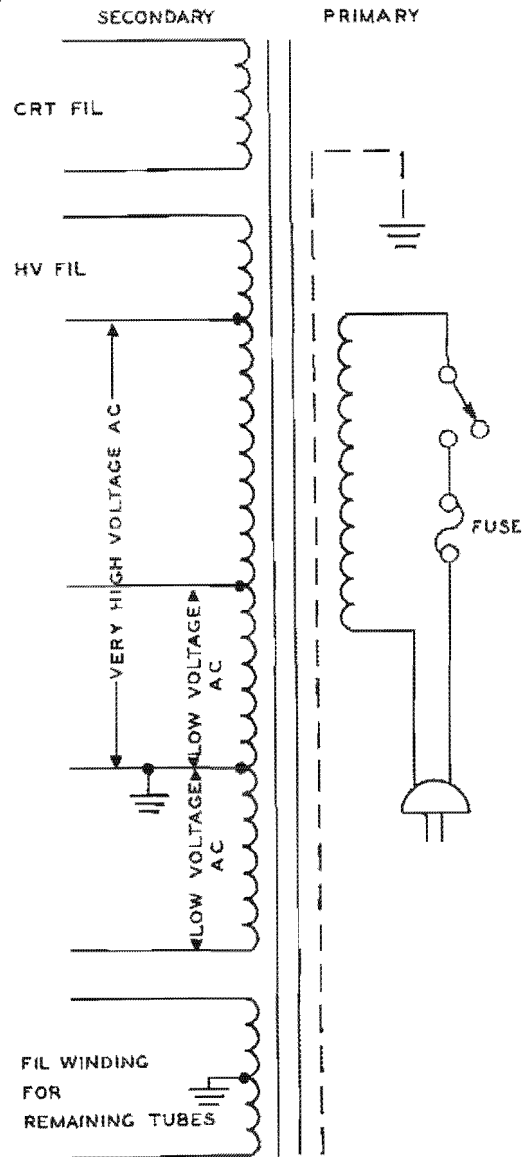 SECONDARY
PRIMARY
CRT FIL
HV FIL
VERY HIGH VOLTAGE AC
LOW VOLTAGE
AC
FUSE
LOW VOLTAGE
AC
FIL WINDING
FOR
REMAINING TUBES